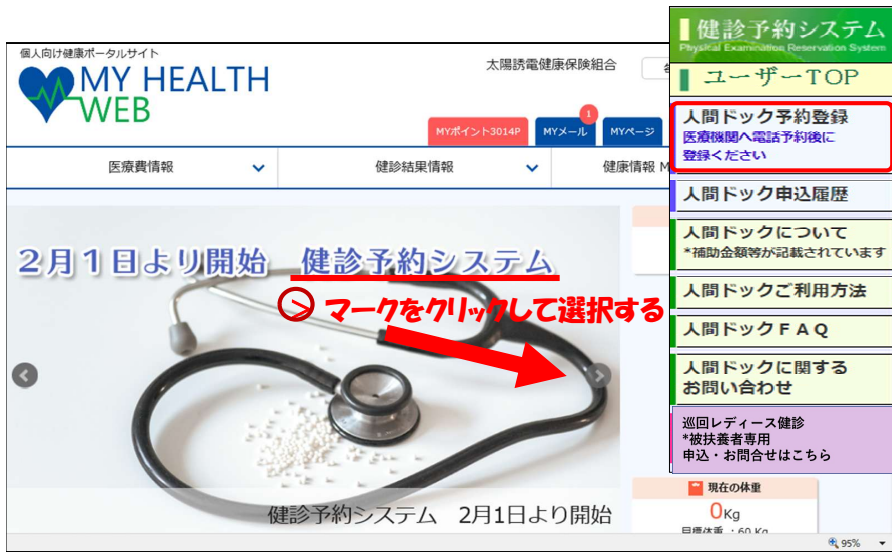 個人向け健康ポータルサイト
MY HEALTH
WEB
太陽誘電健康保険組合
MYポイント3014P
MYメール
1
MYページ
医療費情報
健診結果情報
健康情報 M
2月1日より開始 健診予約システム
> マークをクリックして選択する
健診予約システム 2月1日より開始
健診予約システム
Physical Examination Reservation System
ユーザーTOP
人間ドック予約登録
医療機関へ電話予約後に
登録ください
人間ドック申込履歴
人間ドックについて
*補助金額等が記載されています
人間ドックご利用方法
人間ドックFAQ
人間ドックに関する
お問い合わせ
巡回レディース健診
*被扶養者専用
申込・お問合せはこちら
現在の体重
0Kg
目標体重 :60 Kg
95%